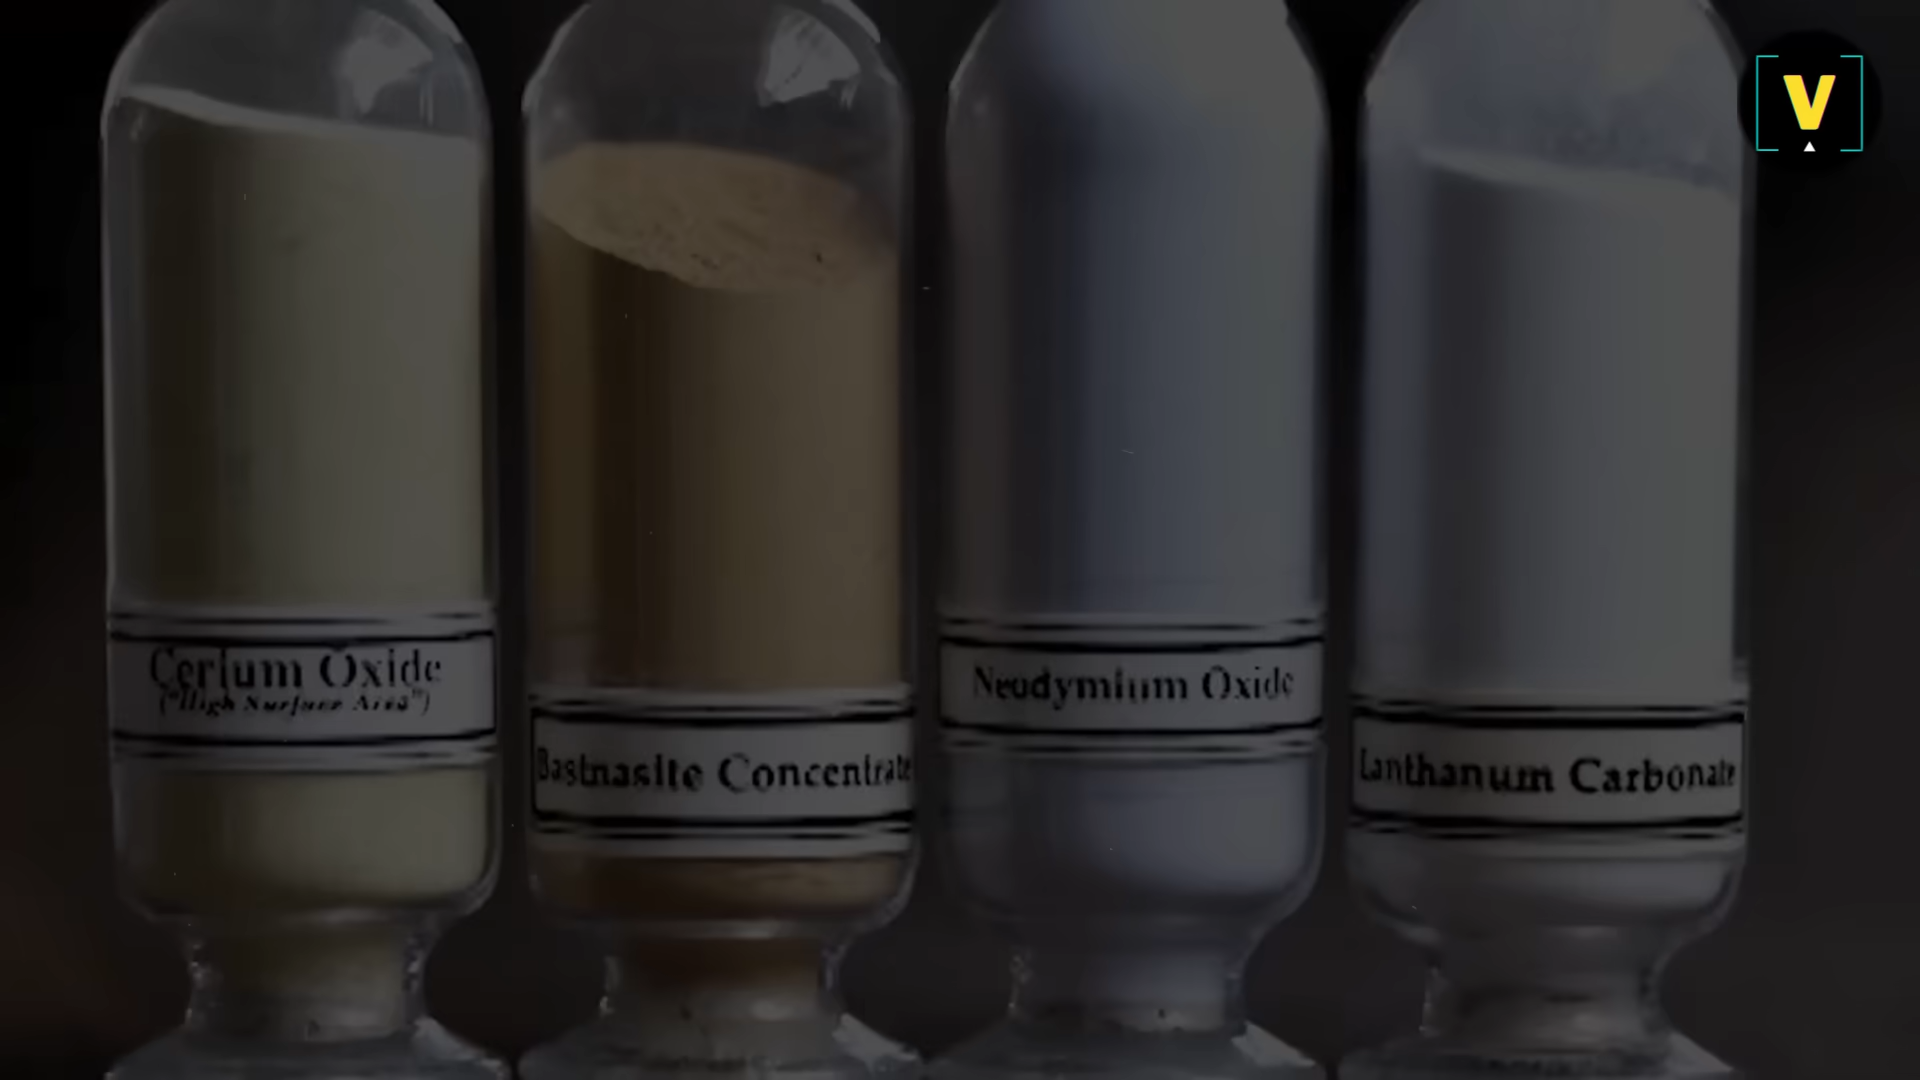 Cerium Oxide
("High Surface Area")
Bastnasite Concentrate
Neodymium Oxide
Lanthanum Carbonate
V